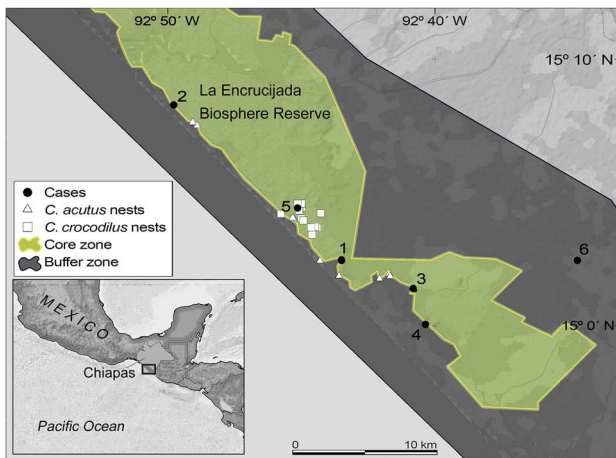 92° 50´ W
92° 40´ W
15° 10´ N
La Encrucijada
Biosphere Reserve
2
5
1
3
6
4
15° 0´ N
Cases
C. acutus nests
C. crocodilus nests
Core zone
Buffer zone
MEXICO
Chiapas
Pacific Ocean
0 10 km